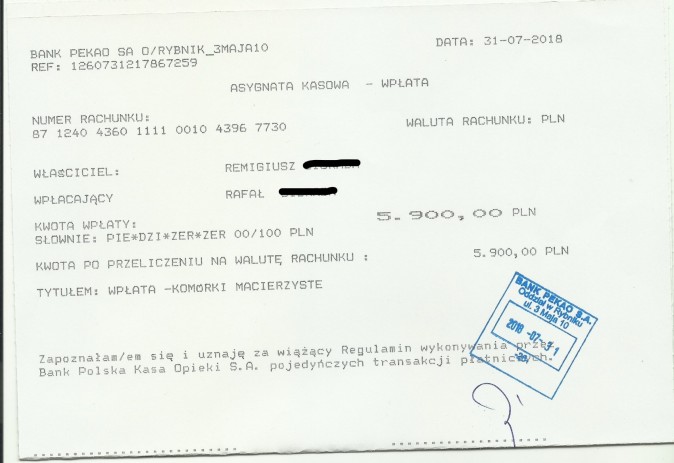 BANK PEKAO SA O/RYBNIK_3MAJA10
DATA: 31-07-2018
REF: 1260731217867259
ASYGNATA KASOWA - WPŁATA
NUMER RACHUNKU:
87 1240 4360 1111 0010 4396 7730
WALUTA RACHUNKU: PLN
WŁAŚCICIEL: REMIGIUSZ
WPŁACAJĄCY RAFAŁ
KWOTA WPŁATY: 5.900,00 PLN
SŁOWNIE: PIE*DZI*ZER*ZER 00/100 PLN
KWOTA PO PRZELICZENIU NA WALUTĘ RACHUNKU : 5.900,00 PLN
TYTUŁEM: WPŁATA -KOMÓRKI MACIERZYSTE
BANK PEKAO S.A.
Oddział w Rybniku
ul. 3 Maja 10
2018 -07- 31
Zapoznałam/em się i uznaję za wiążący Regulamin wykonywania przez
Bank Polska Kasa Opieki S.A. pojedyńczych transakcji płatniczych.